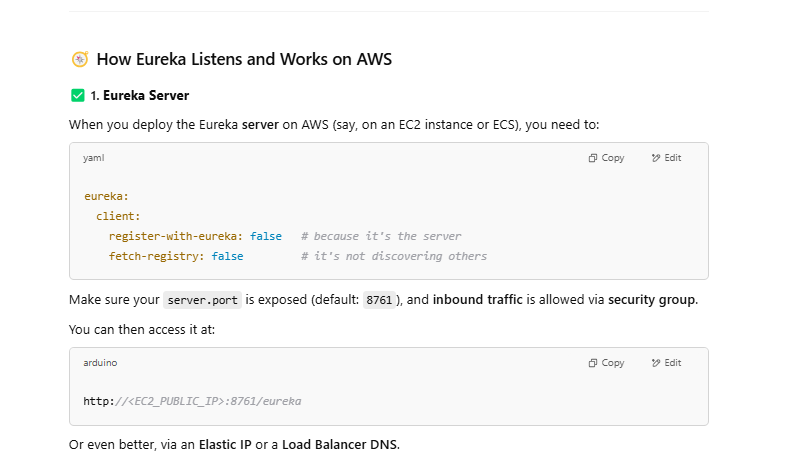 🧭 How Eureka Listens and Works on AWS
✅ 1. Eureka Server
When you deploy the Eureka server on AWS (say, on an EC2 instance or ECS), you need to:
yaml Copy Edit
eureka:
  client:
    register-with-eureka: false   # because it's the server
    fetch-registry: false         # it's not discovering others
Make sure your server.port is exposed (default: 8761), and inbound traffic is allowed via security group.
You can then access it at:
arduino Copy Edit
http://<EC2_PUBLIC_IP>:8761/eureka
Or even better, via an Elastic IP or a Load Balancer DNS.